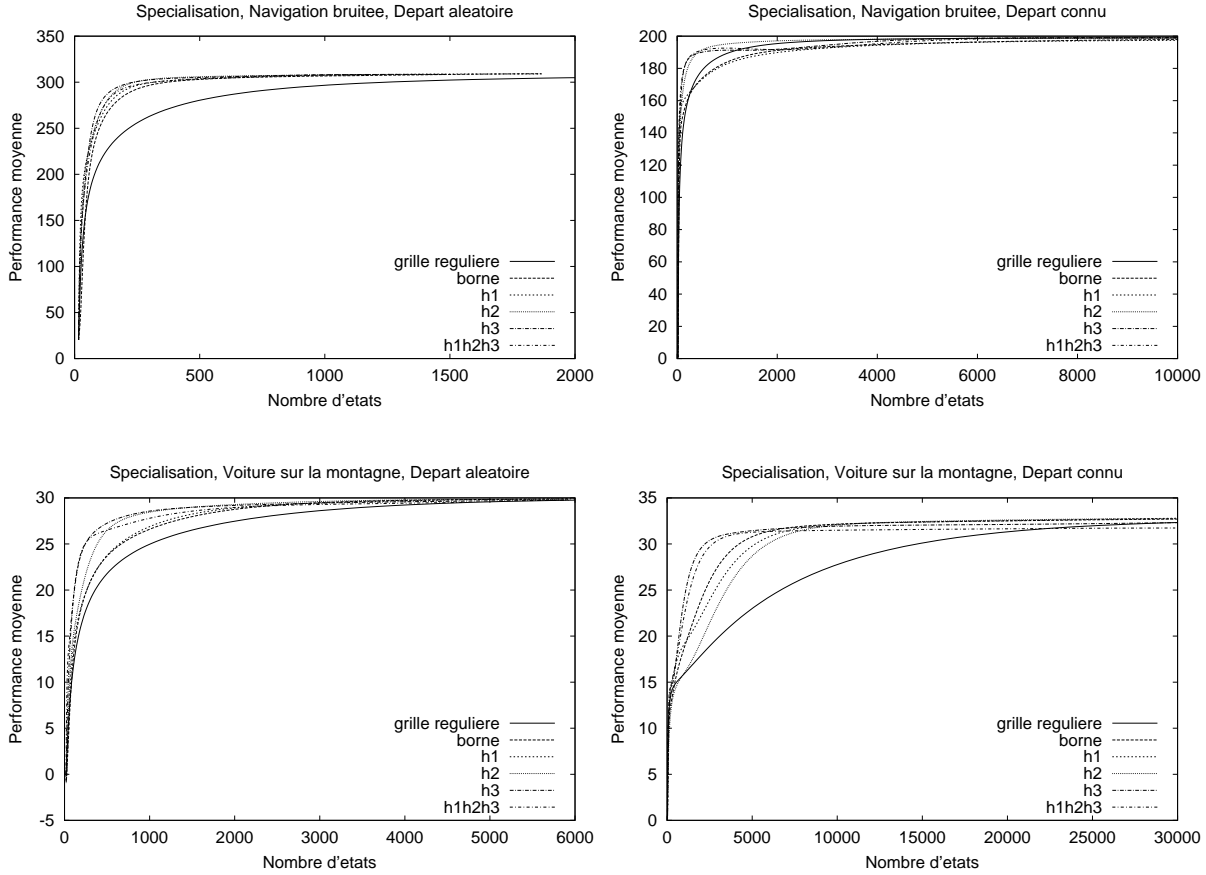 Specialisation, Navigation bruitee, Depart aleatoire
350
300
250
200
150
100
50
0
Performance moyenne
grille reguliere
borne
h1
h2
h3
h1h2h3
0 500 1000 1500 2000
Nombre d'etats
Specialisation, Navigation bruitee, Depart connu
200
180
160
140
120
100
80
60
40
20
0
Performance moyenne
grille reguliere
borne
h1
h2
h3
h1h2h3
0 2000 4000 6000 8000 10000
Nombre d'etats
Specialisation, Voiture sur la montagne, Depart aleatoire
30
25
20
15
10
5
0
-5
Performance moyenne
grille reguliere
borne
h1
h2
h3
h1h2h3
0 1000 2000 3000 4000 5000 6000
Nombre d'etats
Specialisation, Voiture sur la montagne, Depart connu
35
30
25
20
15
10
5
0
Performance moyenne
grille reguliere
borne
h1
h2
h3
h1h2h3
0 5000 10000 15000 20000 25000 30000
Nombre d'etats